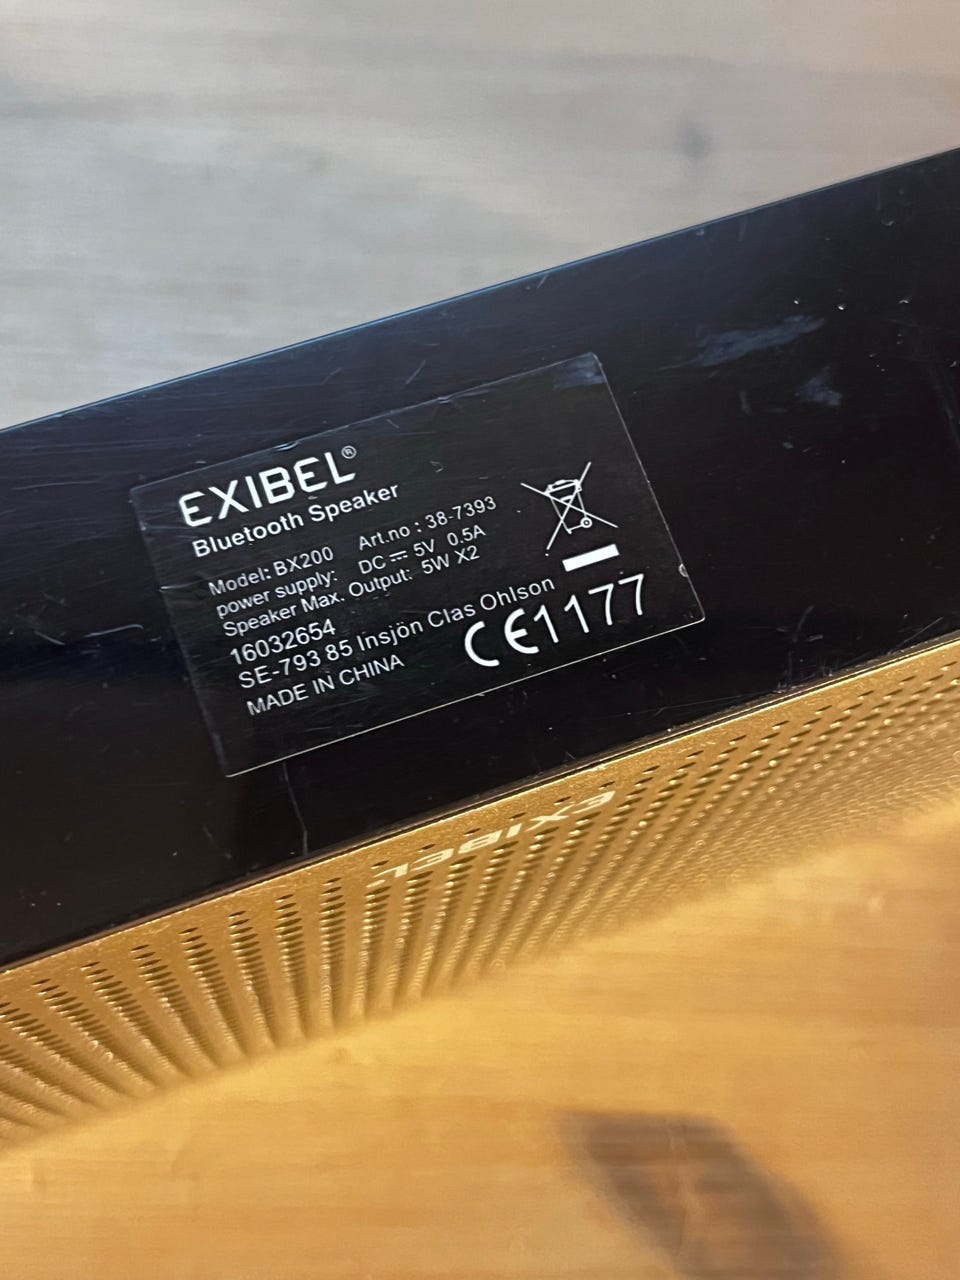 EXIBEL®
Bluetooth Speaker
Model: BX200 Art.no : 38-7393
power supply: DC ⎓ 5V 0.5A
Speaker Max. Output: 5W X2
16032654
SE-793 85 Insjön Clas Ohlson
MADE IN CHINA
CE1177
EXIBEL